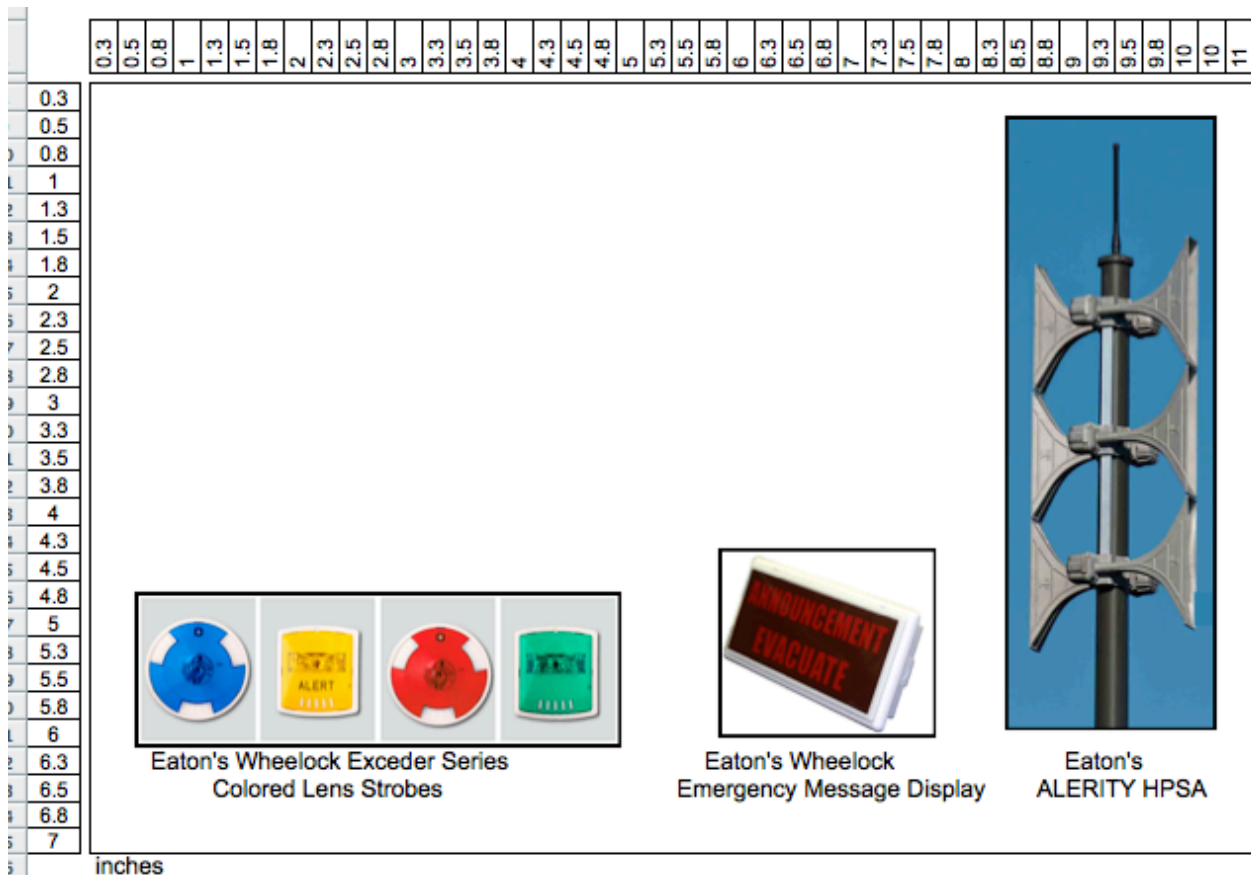 0.3 0.5 0.8 1 1.3 1.5 1.8 2 2.3 2.5 2.8 3 3.3 3.5 3.8 4 4.3 4.5 4.8 5 5.3 5.5 5.8 6 6.3 6.5 6.8 7 7.3 7.5 7.8 8 8.3 8.5 8.8 9 9.3 9.5 9.8 10 10 11
0.3
0.5
0.8
1
1.3
1.5
1.8
2
2.3
2.5
2.8
3
3.3
3.5
3.8
4
4.3
4.5
4.8
5
5.3
5.5
5.8
6
6.3
6.5
6.8
7
ALERT
ANNOUNCEMENT
EVACUATE
Eaton's Wheelock Exceder Series
Colored Lens Strobes
Eaton's Wheelock
Emergency Message Display
Eaton's
ALERITY HPSA
inches